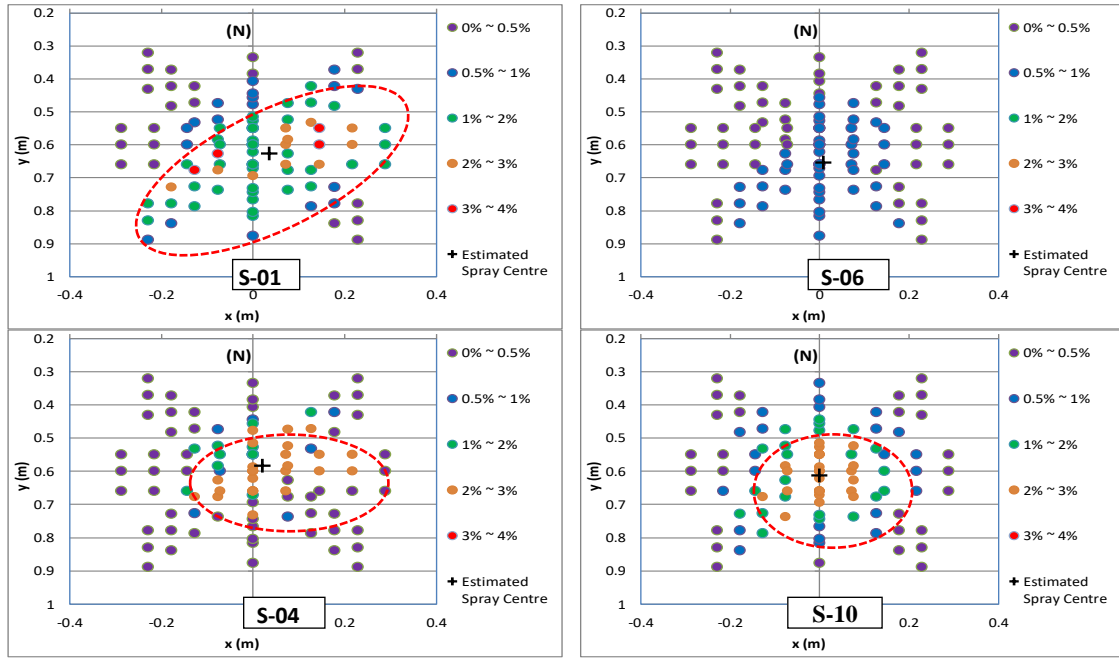 0.2
0.3
0.4
0.5
0.6
0.7
0.8
0.9
1
y (m)
(N)
-0.4
-0.2
0
0.2
0.4
x (m)
S-01
0% ~ 0.5%
0.5% ~ 1%
1% ~ 2%
2% ~ 3%
3% ~ 4%
Estimated
Spray Centre
0.2
0.3
0.4
0.5
0.6
0.7
0.8
0.9
1
y (m)
(N)
-0.4
-0.2
0
0.2
0.4
x (m)
S-06
0% ~ 0.5%
0.5% ~ 1%
1% ~ 2%
2% ~ 3%
3% ~ 4%
Estimated
Spray Centre
0.2
0.3
0.4
0.5
0.6
0.7
0.8
0.9
1
y (m)
(N)
-0.4
-0.2
0
0.2
0.4
x (m)
S-04
0% ~ 0.5%
0.5% ~ 1%
1% ~ 2%
2% ~ 3%
3% ~ 4%
Estimated
Spray Centre
0.2
0.3
0.4
0.5
0.6
0.7
0.8
0.9
1
y (m)
(N)
-0.4
-0.2
0
0.2
0.4
x (m)
S-10
0% ~ 0.5%
0.5% ~ 1%
1% ~ 2%
2% ~ 3%
3% ~ 4%
Estimated
Spray Centre